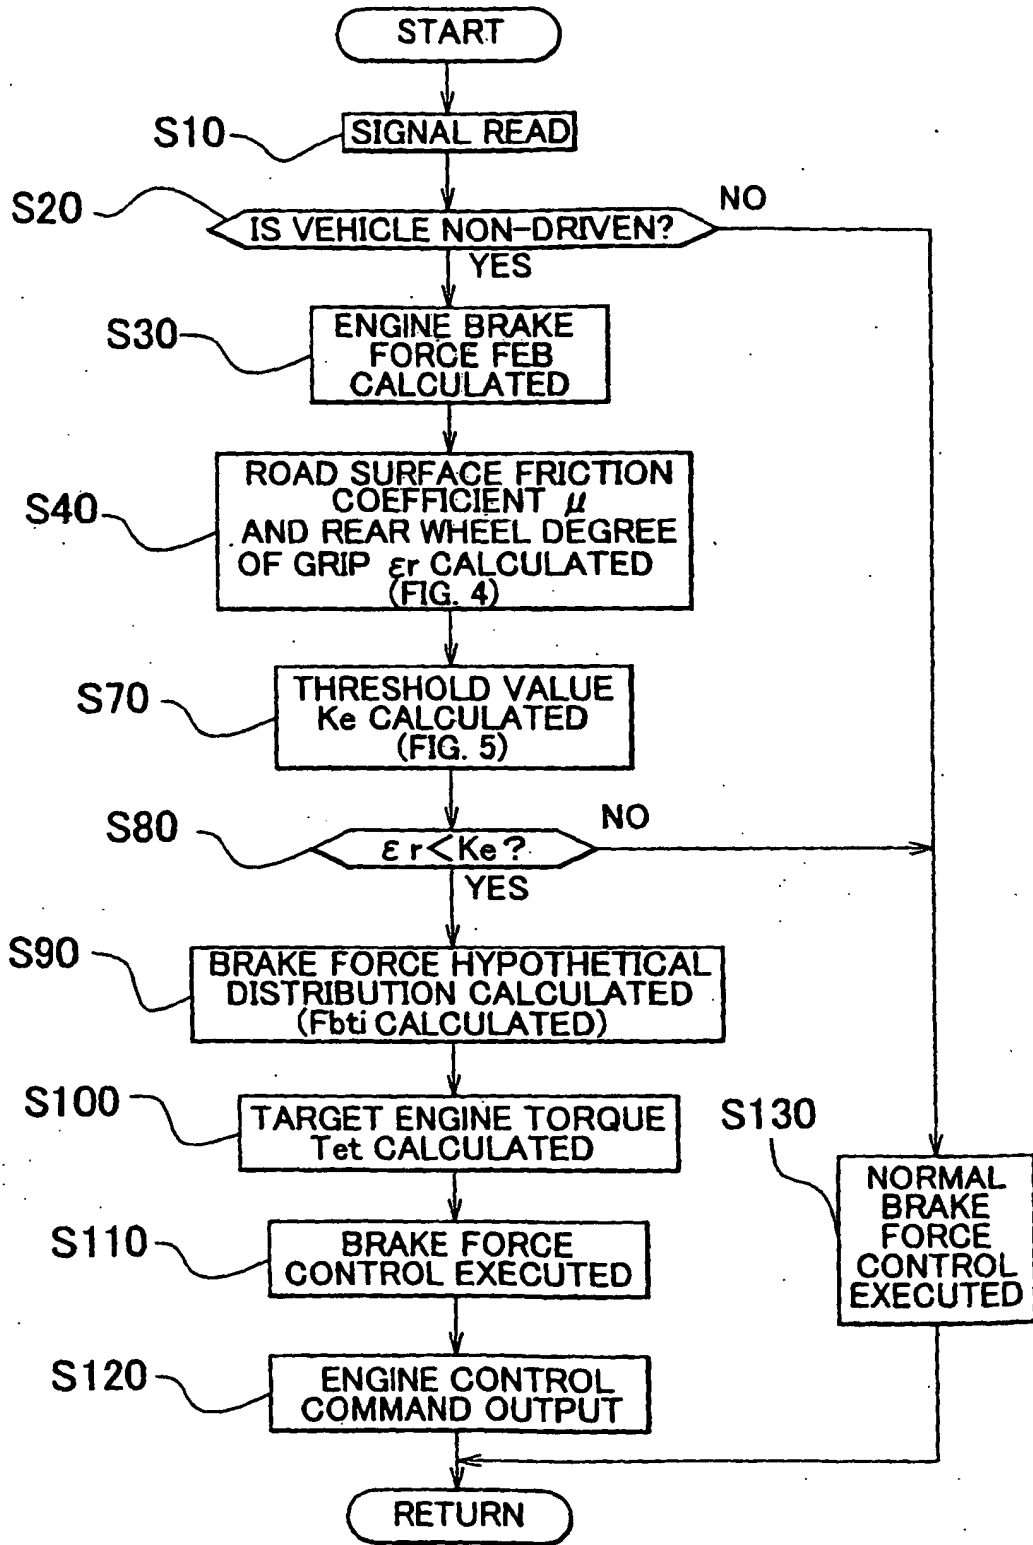 START
S10
SIGNAL READ
S20
NO
IS VEHICLE NON-DRIVEN?
YES
S30
ENGINE BRAKE
FORCE FEB
CALCULATED
S40
ROAD SURFACE FRICTION
COEFFICIENT μ
AND REAR WHEEL DEGREE
OF GRIP εr CALCULATED
(FIG. 4)
S70
THRESHOLD VALUE
Ke CALCULATED
(FIG. 5)
S80
NO
εr<Ke?
YES
S90
BRAKE FORCE HYPOTHETICAL
DISTRIBUTION CALCULATED
(Fbti CALCULATED)
S100
TARGET ENGINE TORQUE
Tet CALCULATED
S130
NORMAL
BRAKE
FORCE
CONTROL
EXECUTED
S110
BRAKE FORCE
CONTROL EXECUTED
S120
ENGINE CONTROL
COMMAND OUTPUT
RETURN